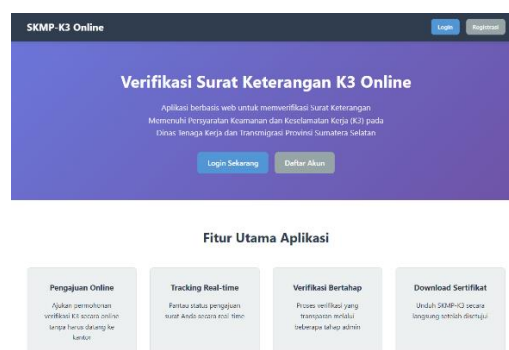 SKMP-K3 Online
Login
Registrasi
Verifikasi Surat Keterangan K3 Online
Aplikasi berbasis web untuk memverifikasi Surat Keterangan
Memenuhi Persyaratan Keamanan dan Keselamatan Kerja (K3) pada
Dinas Tenaga Kerja dan Transmigrasi Provinsi Sumatera Selatan
Login Sekarang
Daftar Akun
Fitur Utama Aplikasi
Pengajuan Online
Ajukan permohonan
verifikasi K3 secara online
tanpa harus datang ke
kantor
Tracking Real-time
Pantau status pengajuan
surat Anda secara real-time
Verifikasi Bertahap
Proses verifikasi yang
transparan melalui
beberapa tahap admin
Download Sertifikat
Unduh SKMP-K3 secara
langsung setelah disetujui